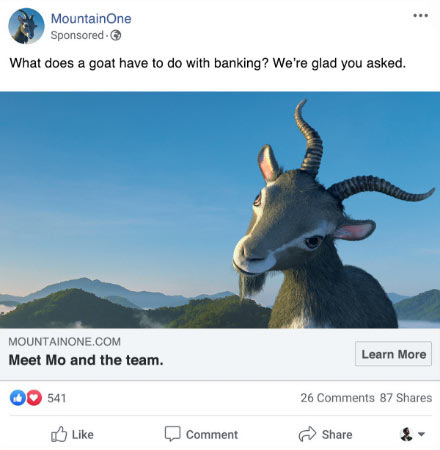 MountainOne
Sponsored ·
What does a goat have to do with banking? We’re glad you asked.
MOUNTAINONE.COM
Meet Mo and the team.
Learn More
541
26 Comments 87 Shares
Like
Comment
Share